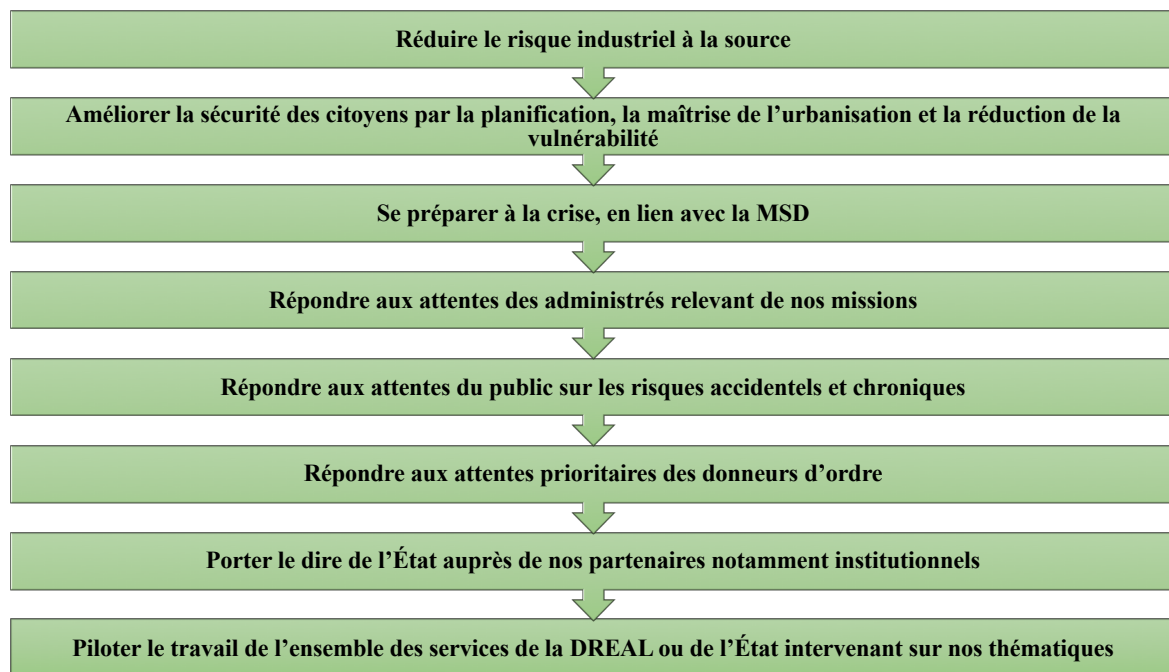 Réduire le risque industriel à la source
Améliorer la sécurité des citoyens par la planification, la maîtrise de l’urbanisation et la réduction de la
vulnérabilité
Se préparer à la crise, en lien avec la MSD
Répondre aux attentes des administrés relevant de nos missions
Répondre aux attentes du public sur les risques accidentels et chroniques
Répondre aux attentes prioritaires des donneurs d’ordre
Porter le dire de l’État auprès de nos partenaires notamment institutionnels
Piloter le travail de l’ensemble des services de la DREAL ou de l’État intervenant sur nos thématiques